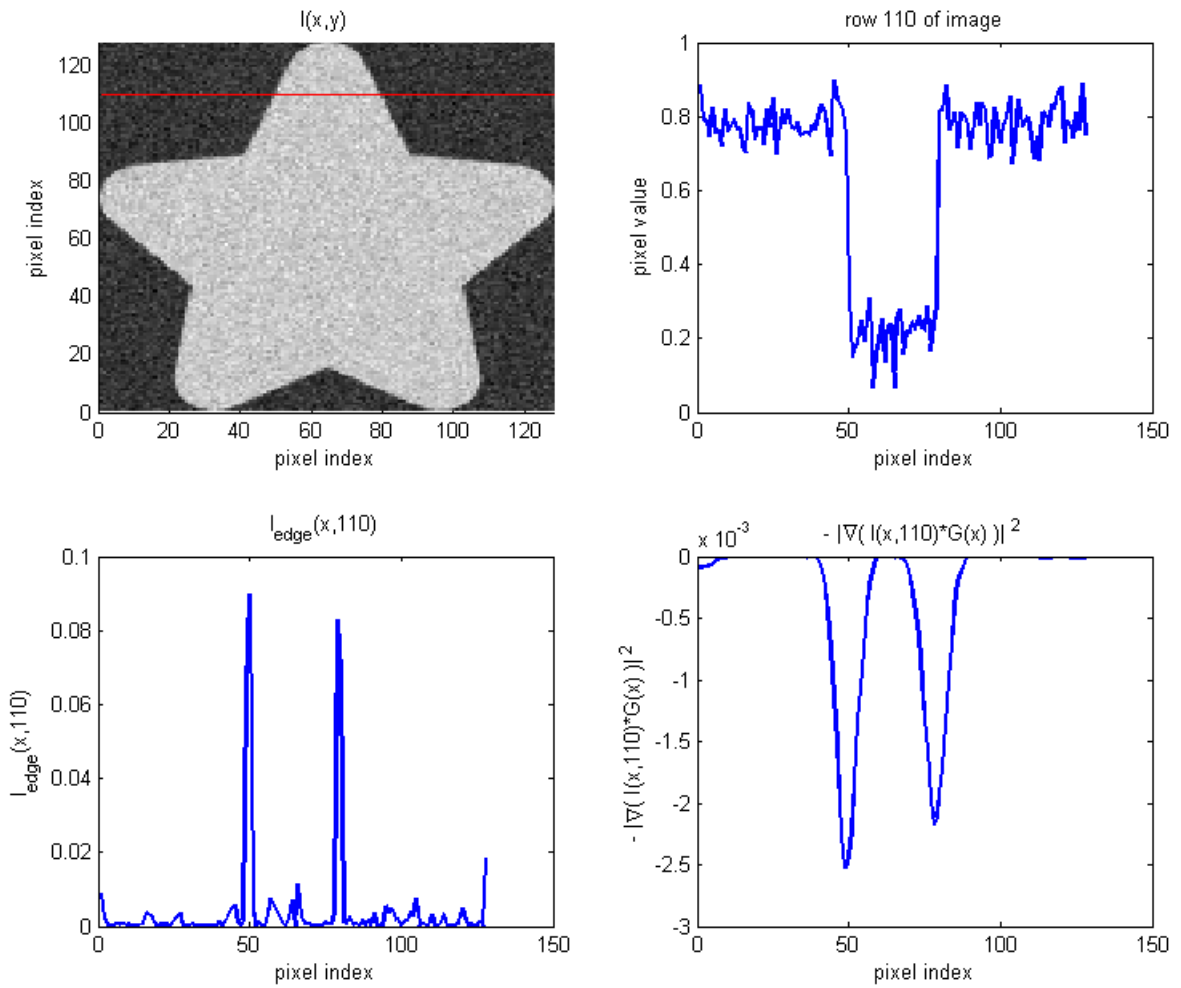 I(x,y)
120
100
80
60
40
20
0
pixel index
0 20 40 60 80 100 120
pixel index
row 110 of image
1
0.8
0.6
0.4
0.2
0
pixel value
0 50 100 150
pixel index
I_edge(x,110)
0.1
0.08
0.06
0.04
0.02
0
I_edge(x,110)
0 50 100 150
pixel index
x 10^-3
- |∇( I(x,110)*G(x) )| ^2
0
-0.5
-1
-1.5
-2
-2.5
-3
- |∇( I(x,110)*G(x) )| ^2
0 50 100 150
pixel index